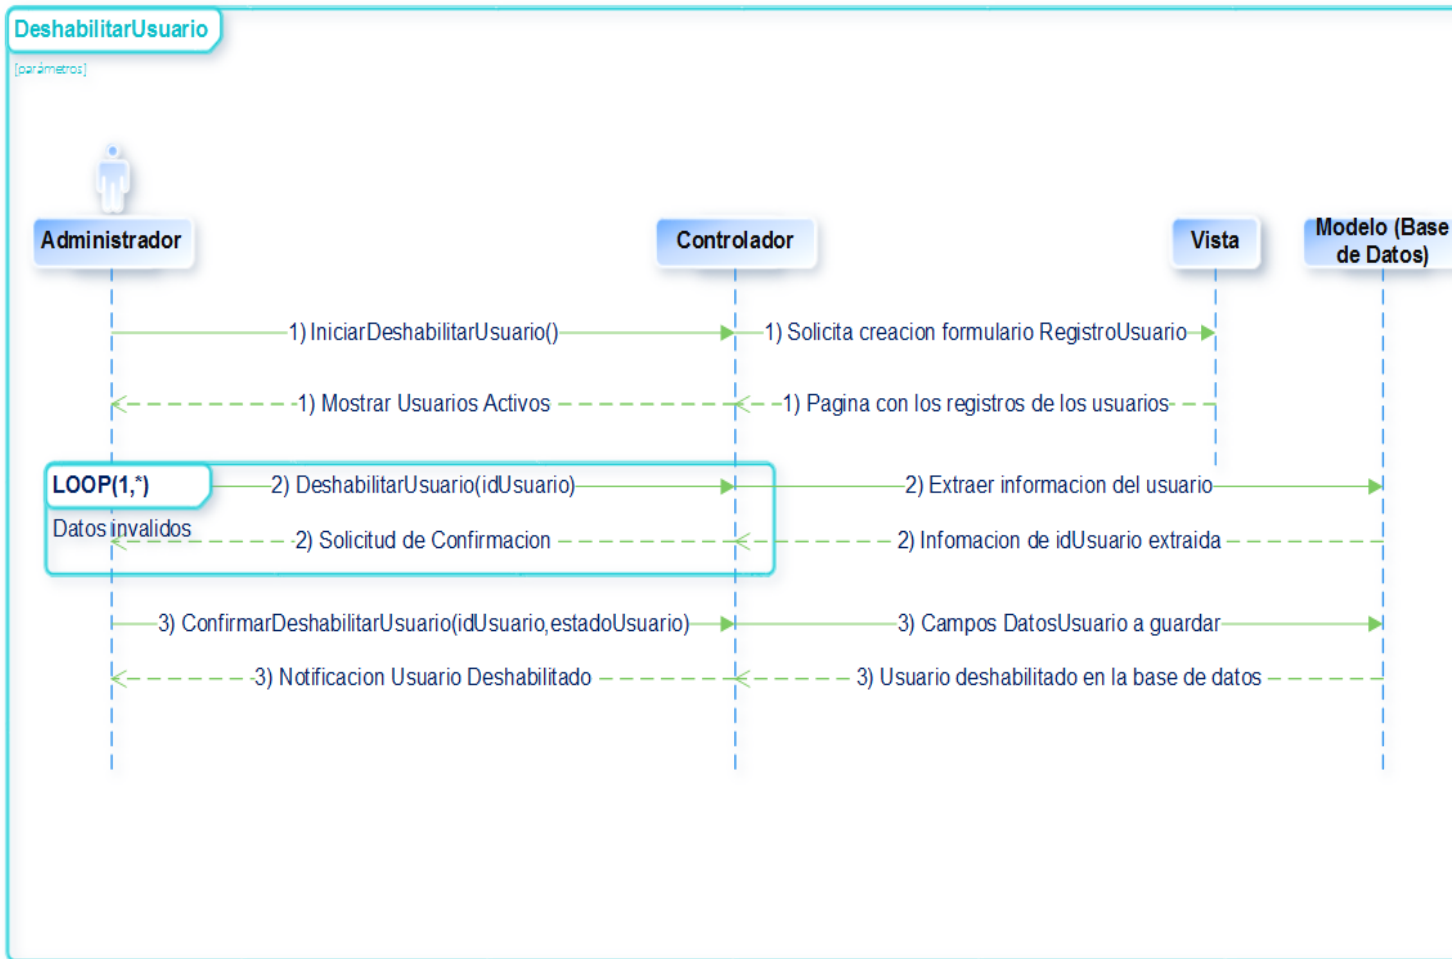 DeshabilitarUsuario
[parámetros]
Administrador
Controlador
Vista
Modelo (Base
de Datos)
1) IniciarDeshabilitarUsuario()
1) Solicita creacion formulario RegistroUsuario
1) Mostrar Usuarios Activos
1) Pagina con los registros de los usuarios
LOOP(1,*)
2) DeshabilitarUsuario(idUsuario)
2) Extraer informacion del usuario
Datos invalidos
2) Solicitud de Confirmacion
2) Infomacion de idUsuario extraida
3) ConfirmarDeshabilitarUsuario(idUsuario,estadoUsuario)
3) Campos DatosUsuario a guardar
3) Notificacion Usuario Deshabilitado
3) Usuario deshabilitado en la base de datos